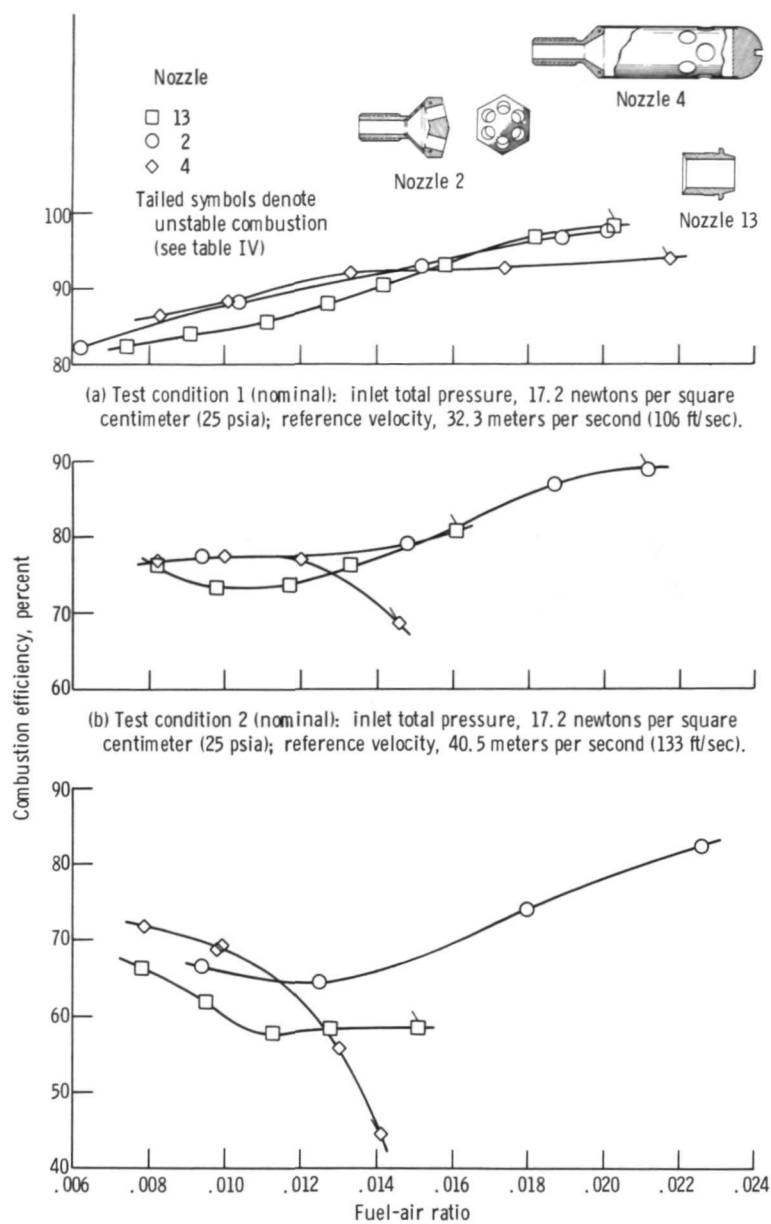 Nozzle
13
2
4
Tailed symbols denote
unstable combustion
(see table IV)
Nozzle 4
Nozzle 2
Nozzle 13
100
90
80
(a) Test condition 1 (nominal): inlet total pressure, 17.2 newtons per square
centimeter (25 psia); reference velocity, 32.3 meters per second (106 ft/sec).
90
80
70
60
(b) Test condition 2 (nominal): inlet total pressure, 17.2 newtons per square
centimeter (25 psia); reference velocity, 40.5 meters per second (133 ft/sec).
Combustion efficiency, percent
90
80
70
60
50
40
.006 .008 .010 .012 .014 .016 .018 .020 .022 .024
Fuel-air ratio